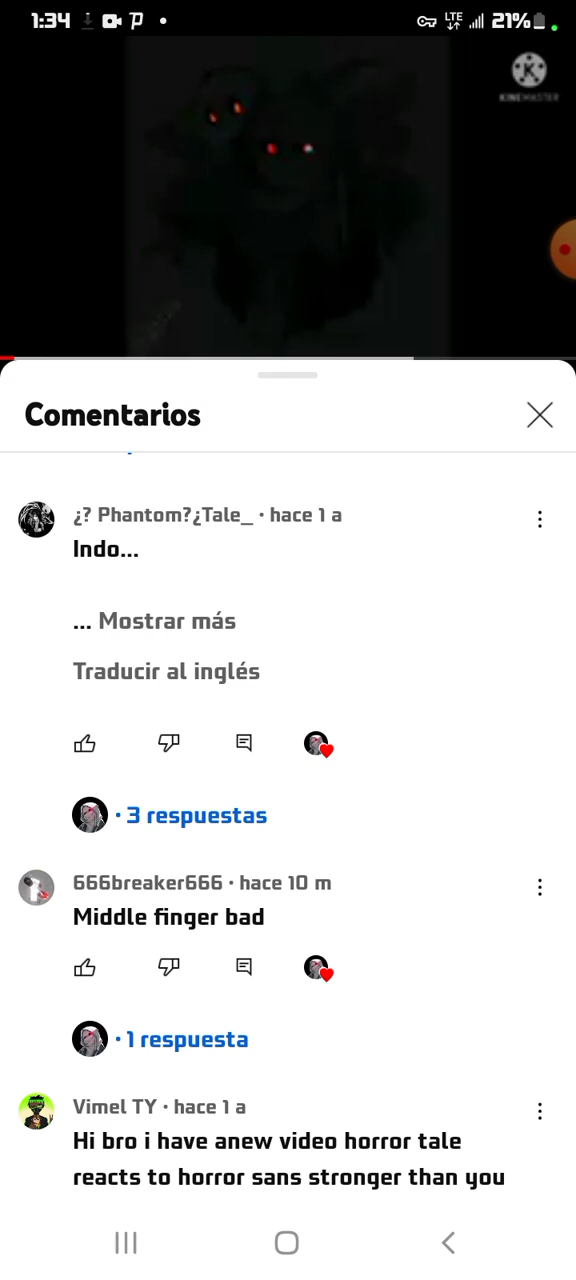 1:34
LTE
21%
KINEMASTER
Comentarios
¿? Phantom?¿Tale_ · hace 1 a
Indo...
... Mostrar más
Traducir al inglés
· 3 respuestas
666breaker666 · hace 10 m
Middle finger bad
· 1 respuesta
Vimel TY · hace 1 a
Hi bro i have anew video horror tale
reacts to horror sans stronger than you